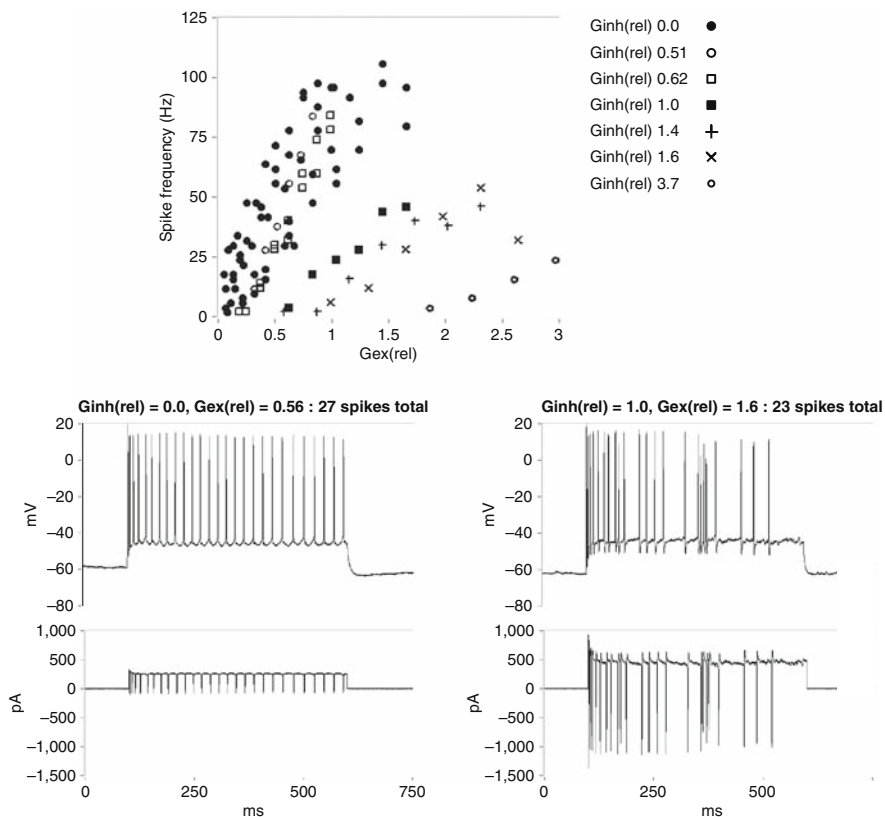 125
100
75
50
25
0
Spike frequency (Hz)
0 0.5 1 1.5 2 2.5 3
Gex(rel)
Ginh(rel) 0.0
Ginh(rel) 0.51
Ginh(rel) 0.62
Ginh(rel) 1.0
Ginh(rel) 1.4
Ginh(rel) 1.6
Ginh(rel) 3.7
Ginh(rel) = 0.0, Gex(rel) = 0.56 : 27 spikes total
20
0
−20
−40
−60
−80
mV
1,000
500
0
−500
−1,000
−1,500
pA
0 250 500 750
ms
Ginh(rel) = 1.0, Gex(rel) = 1.6 : 23 spikes total
20
0
−20
−40
−60
−80
mV
1,000
500
0
−500
−1,000
−1,500
pA
0 250 500 750
ms